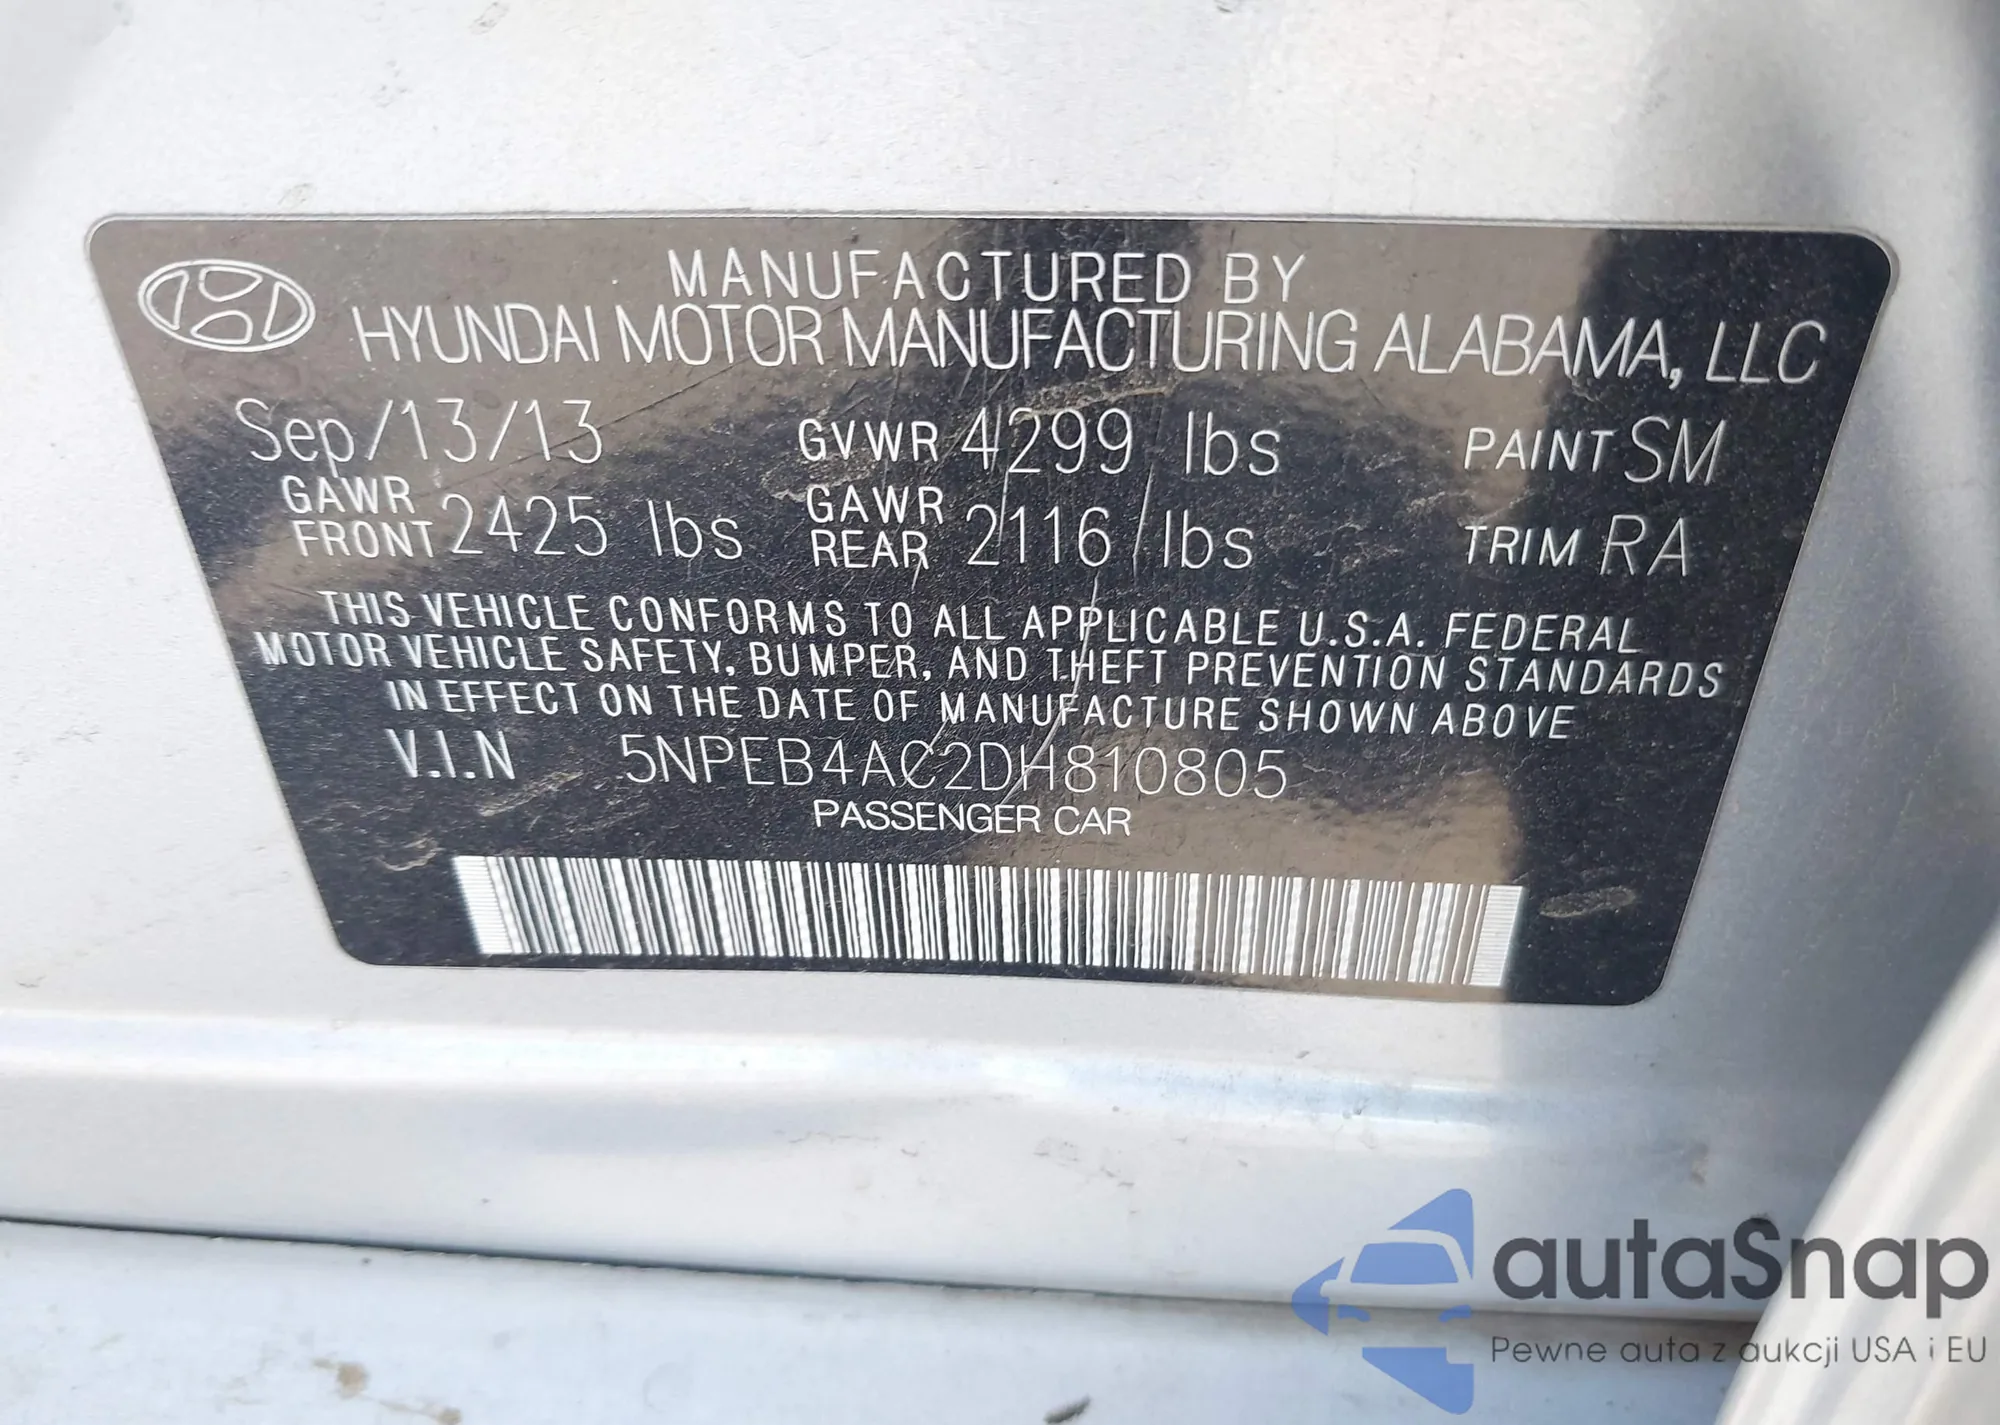 MANUFACTURED BY
HYUNDAI MOTOR MANUFACTURING ALABAMA, LLC
Sep/13/13 GVWR 4299 lbs PAINT SM
GAWR FRONT 2425 lbs GAWR REAR 2116 lbs TRIM RA
THIS VEHICLE CONFORMS TO ALL APPLICABLE U.S.A. FEDERAL
MOTOR VEHICLE SAFETY, BUMPER, AND THEFT PREVENTION STANDARDS
IN EFFECT ON THE DATE OF MANUFACTURE SHOWN ABOVE
V.I.N 5NPEB4AC2DH810805
PASSENGER CAR
autaSnap
Pewne auta z aukcji USA i EU